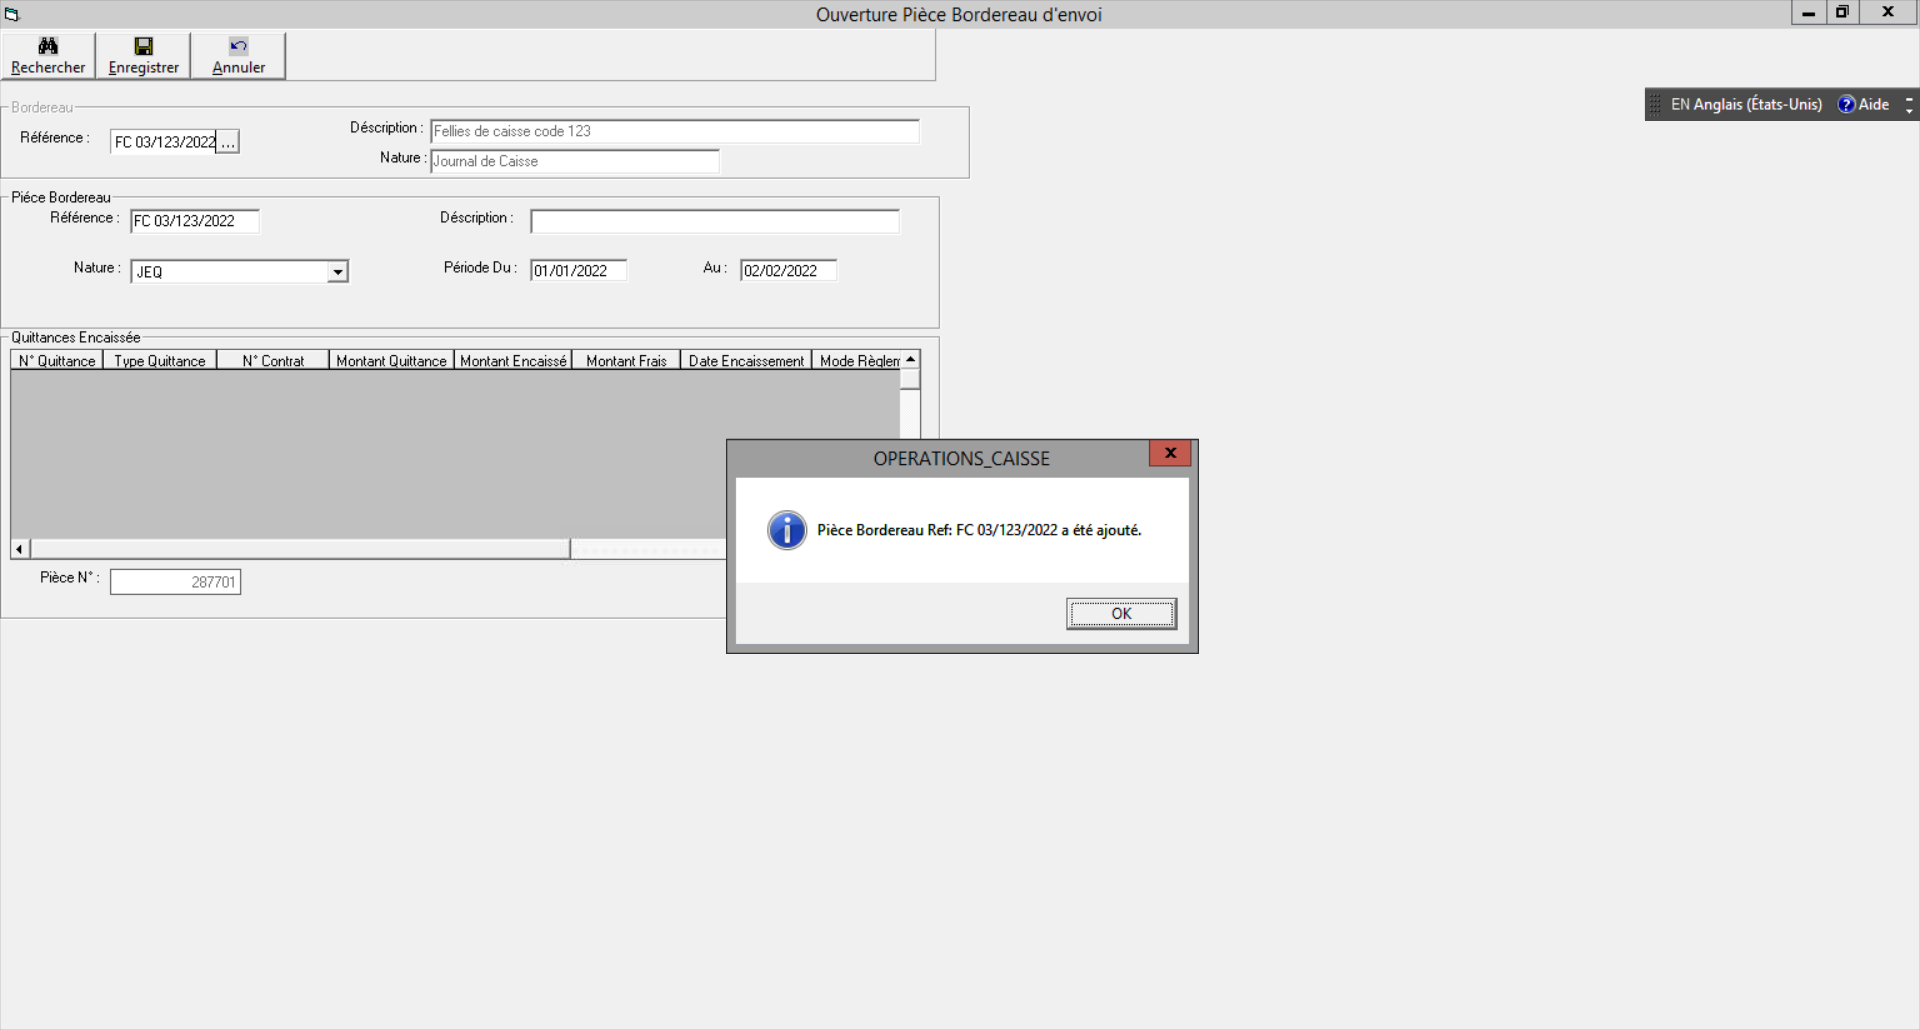 Ouverture Pièce Bordereau d'envoi
Rechercher Enregistrer Annuler
EN Anglais (États-Unis) ? Aide
Bordereau
Référence : FC 03/123/2022 ... Déscription : Fellies de caisse code 123
Nature : Journal de Caisse
Piéce Bordereau
Référence : FC 03/123/2022 Déscription :
Nature : JEQ Période Du : 01/01/2022 Au : 02/02/2022
Quittances Encaissée
N° Quittance Type Quittance N° Contrat Montant Quittance Montant Encaissé Montant Frais Date Encaissement Mode Règlem
OPERATIONS_CAISSE
Pièce Bordereau Ref: FC 03/123/2022 a été ajouté.
OK
Pièce N° : 287701